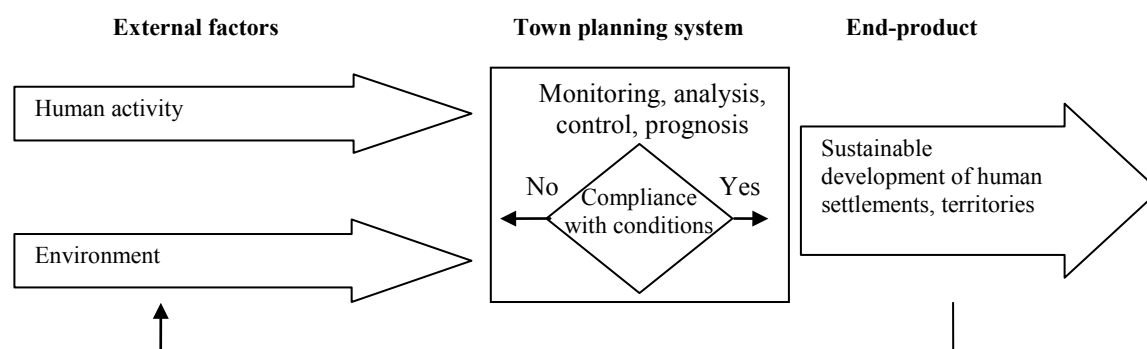 External factors
Town planning system
End-product
Human activity
Environment
Monitoring, analysis,
control, prognosis
No
Yes
Compliance
with conditions
Sustainable
development of human
settlements, territories